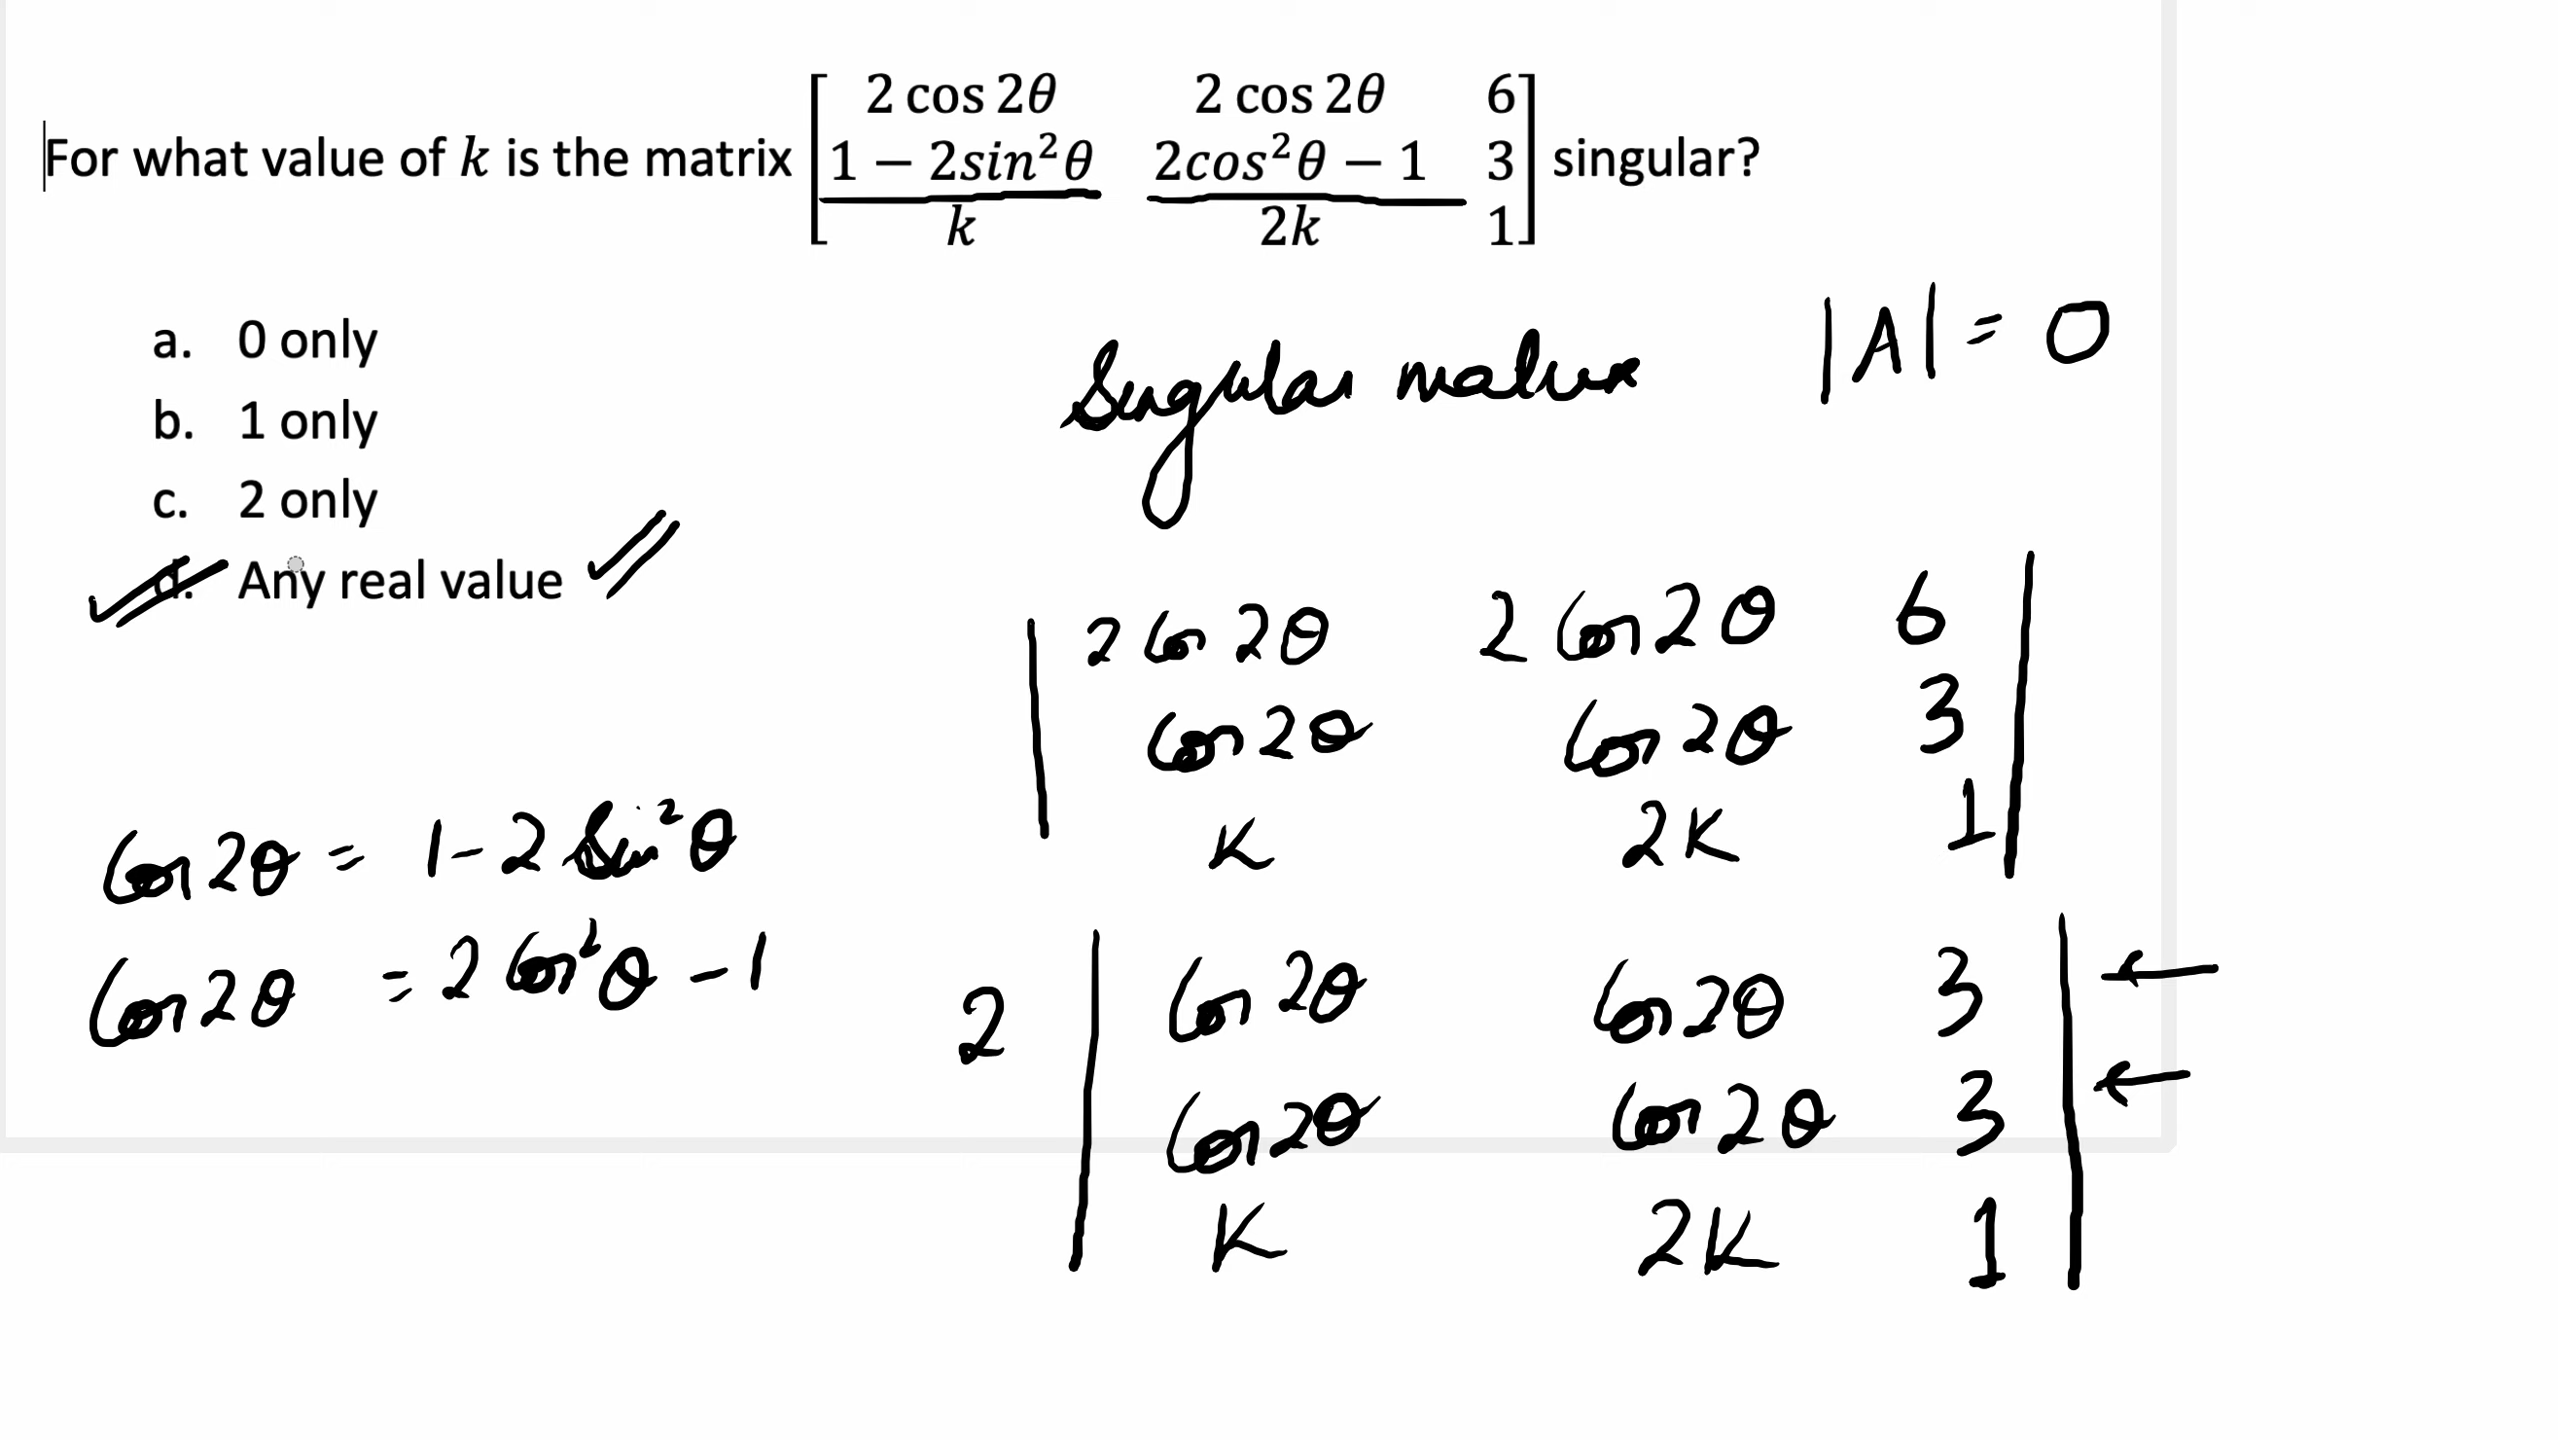 For what value of k is the matrix [2 cos 2θ 2 cos 2θ 6
1 − 2sin²θ 2cos²θ − 1 3
k 2k 1] singular?
a. 0 only
b. 1 only
c. 2 only
d. Any real value
Singular matrix |A| = 0
| 2 Cos 2θ 2 Cos 2θ 6 |
Cos 2θ Cos 2θ 3
K 2K 1
Cos 2θ = 1 - 2 Sin²θ
Cos 2θ = 2 Cos²θ - 1
2 | Cos 2θ Cos 2θ 3 | ←
Cos 2θ Cos 2θ 3 ←
K 2K 1